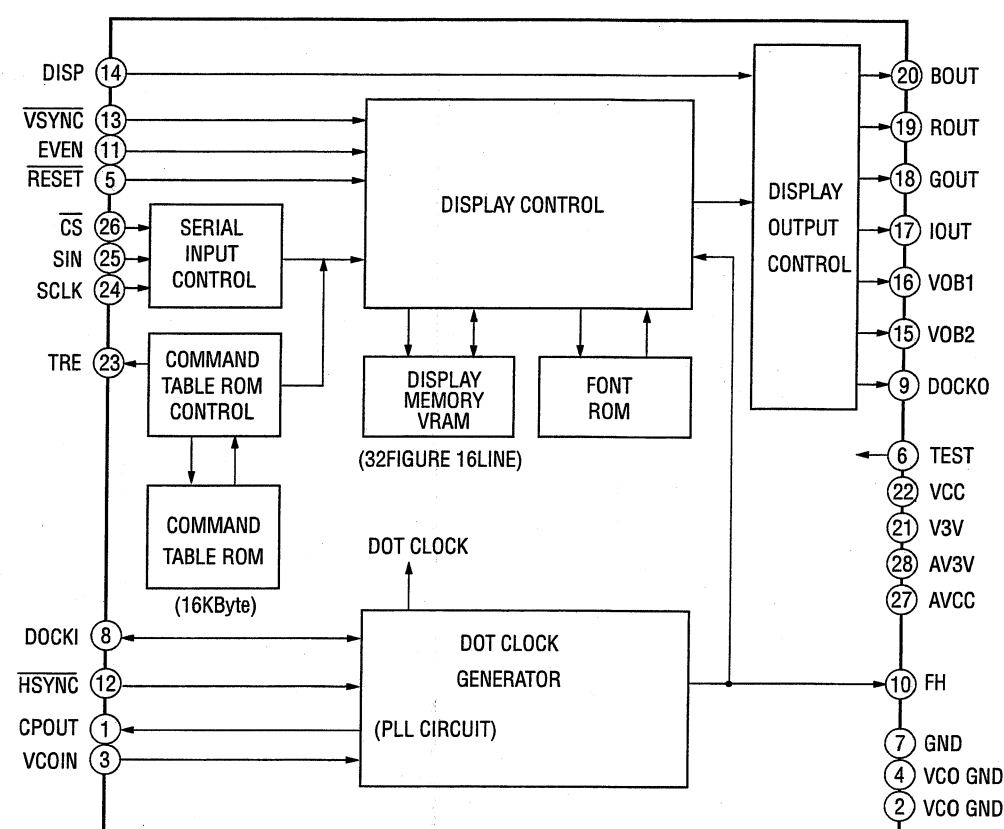 DISP 14
VSYNC 13
EVEN 11
RESET 5
CS 26
SIN 25
SCLK 24
TRE 23
DOCKI 8
HSYNC 12
CPOUT 1
VCOIN 3
SERIAL
INPUT
CONTROL
COMMAND
TABLE ROM
CONTROL
COMMAND
TABLE ROM
(16KByte)
DISPLAY CONTROL
DISPLAY
MEMORY
VRAM
(32FIGURE 16LINE)
FONT
ROM
DOT CLOCK
DOT CLOCK
GENERATOR
(PLL CIRCUIT)
DISPLAY
OUTPUT
CONTROL
20 BOUT
19 ROUT
18 GOUT
17 IOUT
16 VOB1
15 VOB2
9 DOCKO
6 TEST
22 VCC
21 V3V
28 AV3V
27 AVCC
10 FH
7 GND
4 VCO GND
2 VCO GND